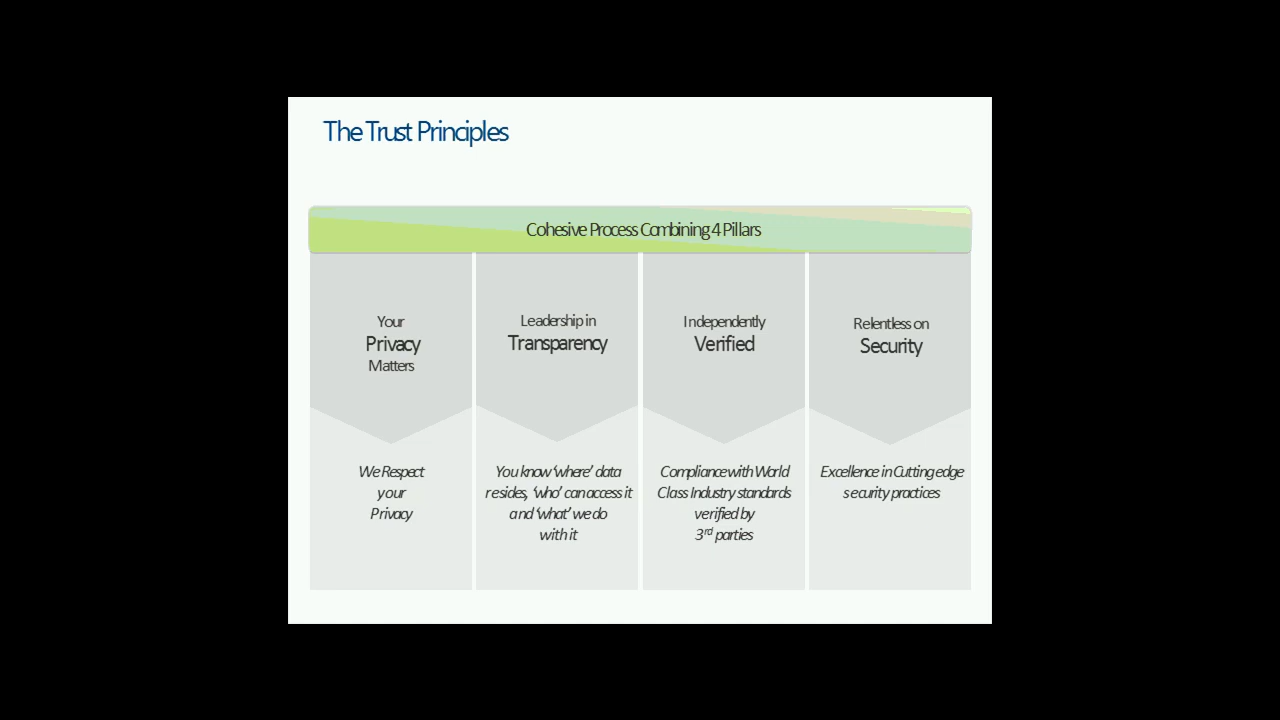 The Trust Principles
Cohesive Process Combining 4 Pillars
Your
Privacy
Matters
Leadership in
Transparency
Independently
Verified
Relentless on
Security
We Respect
your
Privacy
You know ‘where’ data
resides, ‘who’ can access it
and ‘what’ we do
with it
Compliance with World
Class Industry standards
verified by
3rd parties
Excellence in Cutting edge
security practices